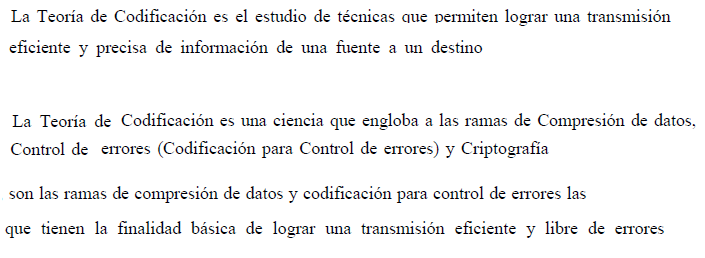 La Teoría de Codificación es el estudio de técnicas que permiten lograr una transmisión
eficiente y precisa de información de una fuente a un destino
La Teoría de Codificación es una ciencia que engloba a las ramas de Compresión de datos,
Control de errores (Codificación para Control de errores) y Criptografía
son las ramas de compresión de datos y codificación para control de errores las
que tienen la finalidad básica de lograr una transmisión eficiente y libre de errores